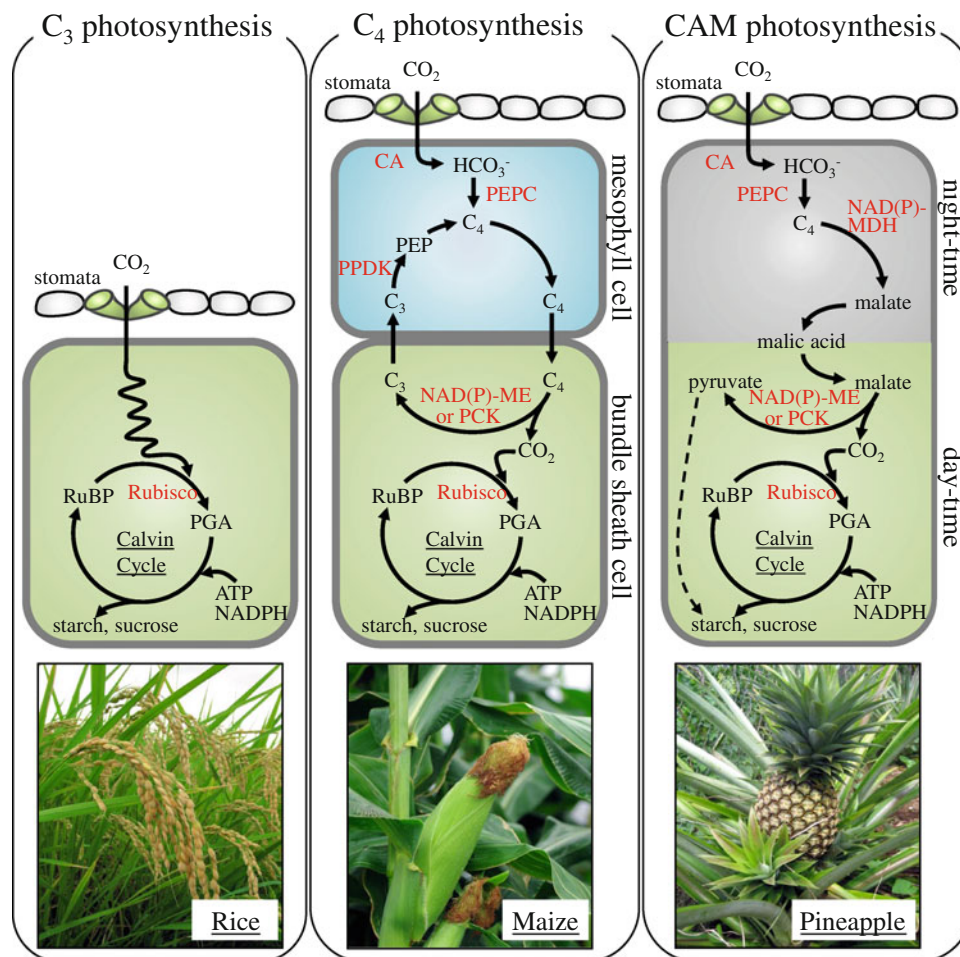 C₃ photosynthesis
CO₂
stomata
RuBP
Rubisco
PGA
Calvin
Cycle
ATP
NADPH
starch, sucrose
Rice
C₄ photosynthesis
CO₂
stomata
CA
HCO₃⁻
PEPC
C₄
PEP
PPDK
C₃
C₄
mesophyll cell
C₃
C₄
NAD(P)-ME
or PCK
CO₂
RuBP
Rubisco
PGA
Calvin
Cycle
ATP
NADPH
starch, sucrose
bundle sheath cell
Maize
CAM photosynthesis
CO₂
stomata
CA
HCO₃⁻
PEPC
NAD(P)-
MDH
C₄
malate
malic acid
night-time
pyruvate
malate
NAD(P)-ME
or PCK
CO₂
RuBP
Rubisco
PGA
Calvin
Cycle
ATP
NADPH
starch, sucrose
day-time
Pineapple